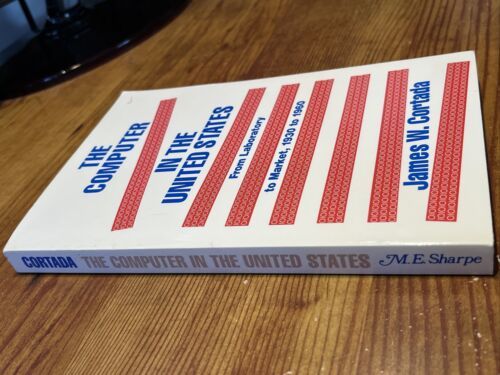 THE
COMPUTER
IN THE
UNITED STATES
From Laboratory
to Market, 1930 to 1960
James W. Cortada
CORTADA THE COMPUTER IN THE UNITED STATES M.E. Sharpe